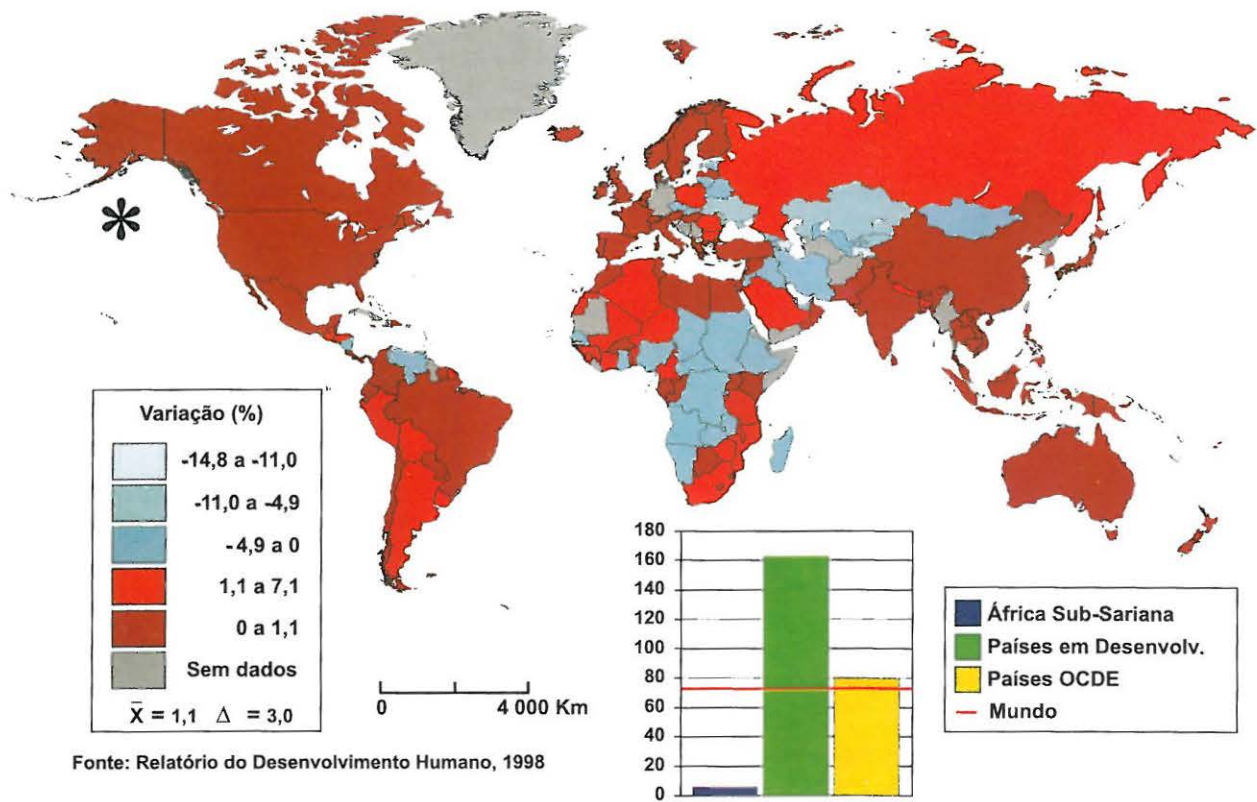 *
Variação (%)
-14,8 a -11,0
-11,0 a -4,9
-4,9 a 0
1,1 a 7,1
0 a 1,1
Sem dados
X̄ = 1,1 Δ = 3,0
0 4 000 Km
Fonte: Relatório do Desenvolvimento Humano, 1998
180
160
140
120
100
80
60
40
20
0
África Sub-Sariana
Países em Desenvolv.
Países OCDE
Mundo